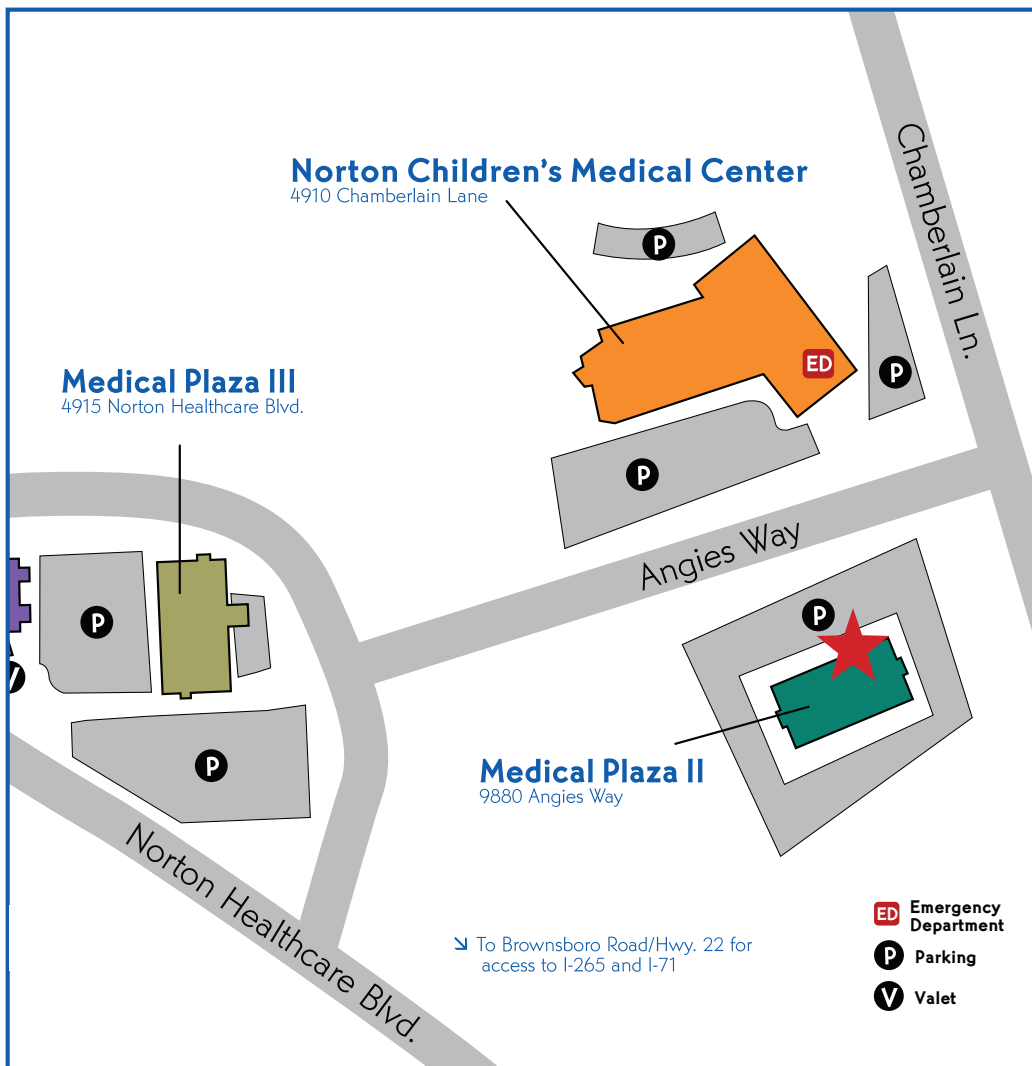 Chamberlain Ln.
Norton Children's Medical Center
4910 Chamberlain Lane
P
P
ED
Medical Plaza III
4915 Norton Healthcare Blvd.
P
Angies Way
P
P
V
P
Medical Plaza II
9880 Angies Way
Norton Healthcare Blvd.
↘ To Brownsboro Road/Hwy. 22 for
access to I-265 and I-71
ED Emergency
Department
P Parking
V Valet